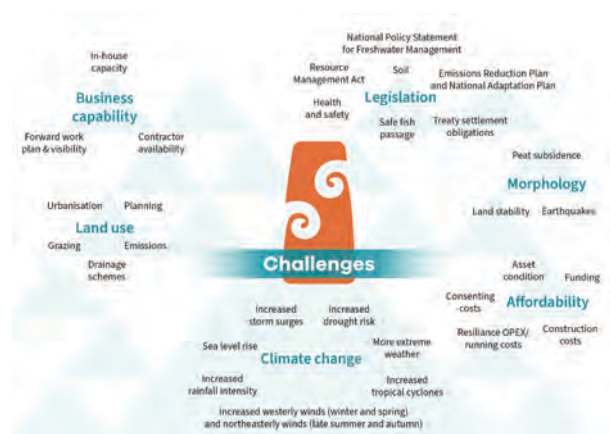 National Policy Statement
for Freshwater Management
In-house
capacity
Resource
Management Act
Soil
Emissions Reduction Plan
and National Adaptation Plan
Business
capability
Health
and safety
Legislation
Safe fish
passage
Treaty settlement
obligations
Forward work
plan & visibility
Contractor
availability
Peat subsidence
Morphology
Land stability
Earthquakes
Urbanisation
Planning
Land use
Grazing
Emissions
Drainage
schemes
Challenges
Asset
condition
Funding
Consenting
costs
Affordability
Resiliance OPEX/
running costs
Construction
costs
Increased
storm surges
Increased
drought risk
Sea level rise
Climate change
More extreme
weather
Increased
rainfall intensity
Increased
tropical cyclones
Increased westerly winds (winter and spring)
and northeasterly winds (late summer and autumn)